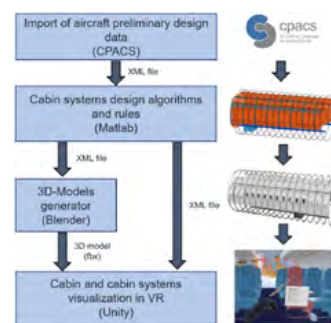 Import of aircraft preliminary design
data
(CPACS)
XML file
Cabin systems design algorithms
and rules
(Matlab)
XML file
3D-Models
generator
(Blender)
XML file
3D model
(fbx)
Cabin and cabin systems
visualization in VR
(Unity)
cpacs